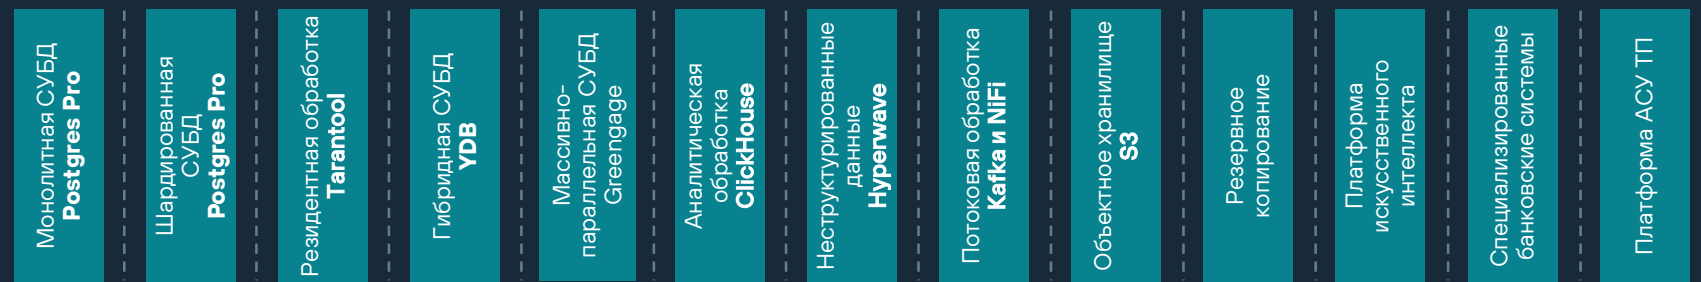 Монолитная СУБД
Postgres Pro
Шардированная
СУБД
Postgres Pro
Резидентная обработка
Tarantool
Гибридная СУБД
YDB
Массивно-
параллельная СУБД
Greengage
Аналитическая
обработка
ClickHouse
Неструктурированные
данные
Hyperwave
Потоковая обработка
Kafka и NiFi
Объектное хранилище
S3
Резервное
копирование
Платформа
искусственного
интеллекта
Специализированные
банковские системы
Платформа АСУ ТП